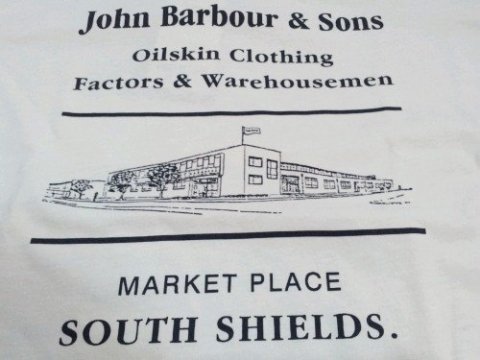 John Barbour & Sons
Oilskin Clothing
Factors & Warehousemen
MARKET PLACE
SOUTH SHIELDS.